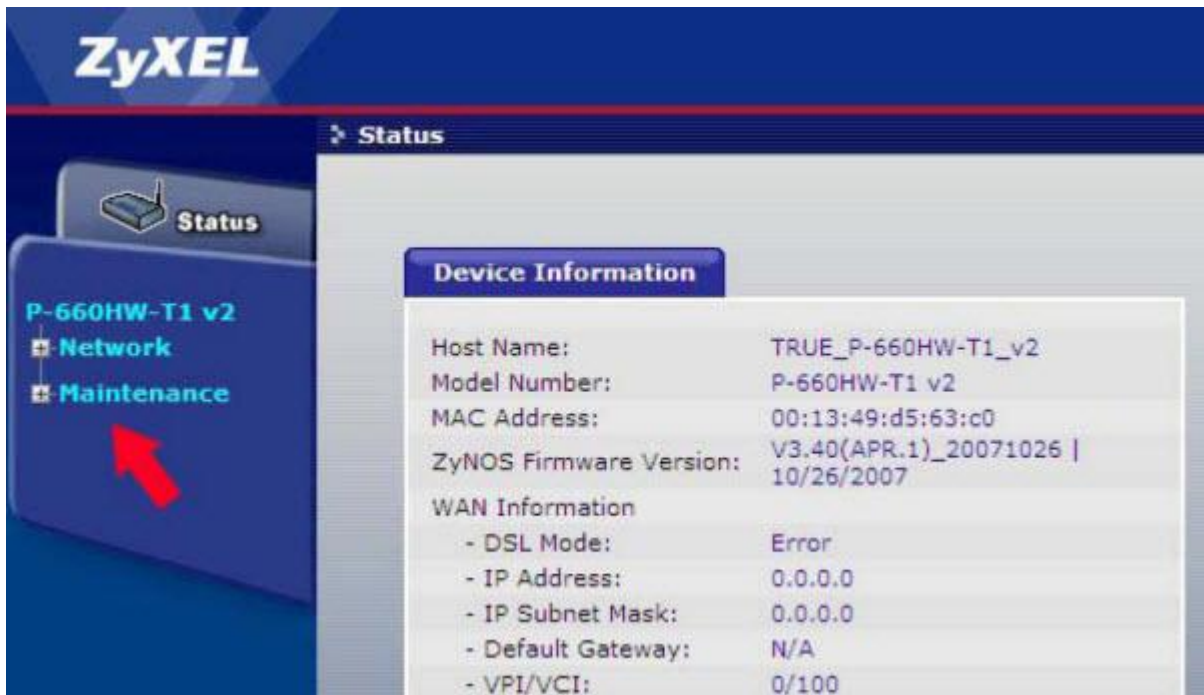 ZyXEL
Status
Status
P-660HW-T1 v2
Network
Maintenance
Device Information
Host Name: TRUE_P-660HW-T1_v2
Model Number: P-660HW-T1 v2
MAC Address: 00:13:49:d5:63:c0
ZyNOS Firmware Version: V3.40(APR.1)_20071026 |
10/26/2007
WAN Information
- DSL Mode: Error
- IP Address: 0.0.0.0
- IP Subnet Mask: 0.0.0.0
- Default Gateway: N/A
- VPI/VCI: 0/100